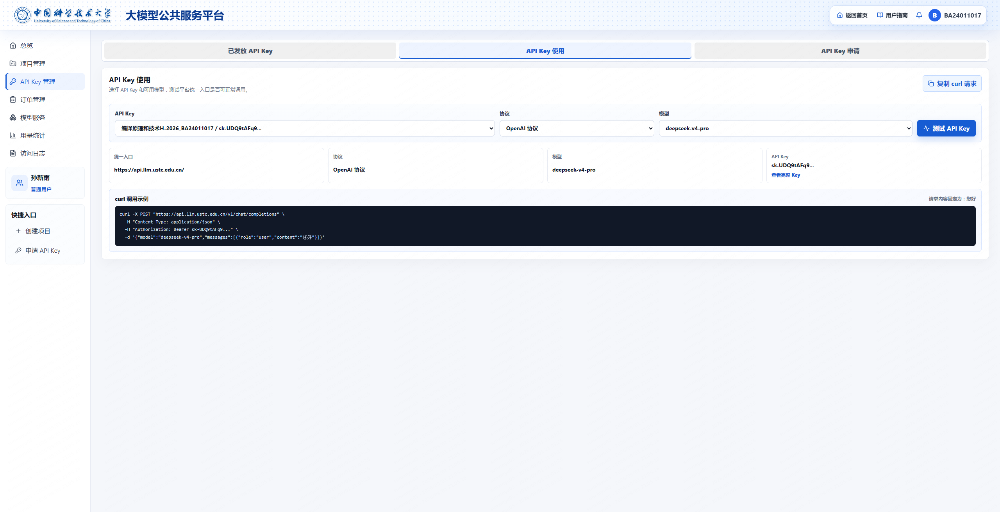 中国科学技术大学
University of Science and Technology of China
大模型公共服务平台
返回首页
用户指南
B
BA24011017
总览
项目管理
API Key 管理
订单管理
模型服务
用量统计
访问日志
孙新雨
普通用户
快捷入口
创建项目
申请 API Key
已发放 API Key
API Key 使用
API Key 申请
API Key 使用
选择 API Key 和可用模型，测试平台统一入口是否可正常调用。
复制 curl 请求
API Key
编译原理和技术H-2026_BA24011017 / sk-UDQ9tAFq9...
协议
OpenAI 协议
模型
deepseek-v4-pro
测试 API Key
统一入口
https://api.llm.ustc.edu.cn/
协议
OpenAI 协议
模型
deepseek-v4-pro
API Key
sk-UDQ9tAFq9...
查看完整 Key
curl 调用示例
请求内容固定为：您好
curl -X POST "https://api.llm.ustc.edu.cn/v1/chat/completions" \
-H "Content-Type: application/json" \
-H "Authorization: Bearer sk-UDQ9tAFq9..." \
-d '{"model":"deepseek-v4-pro","messages":[{"role":"user","content":"您好"}]}'